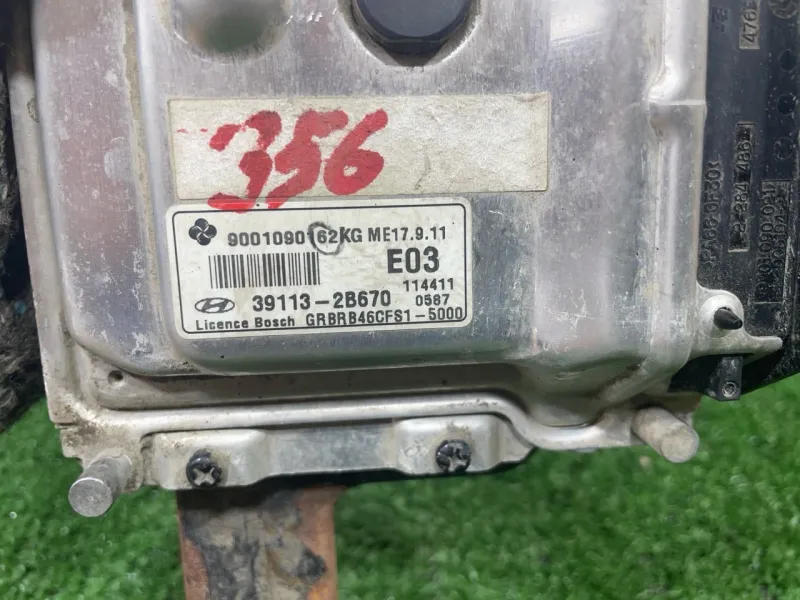 356
9001090162KG ME17.9.11
E03
114411
39113-2B670 0587
Licence Bosch GRBRB46CFS1-5000